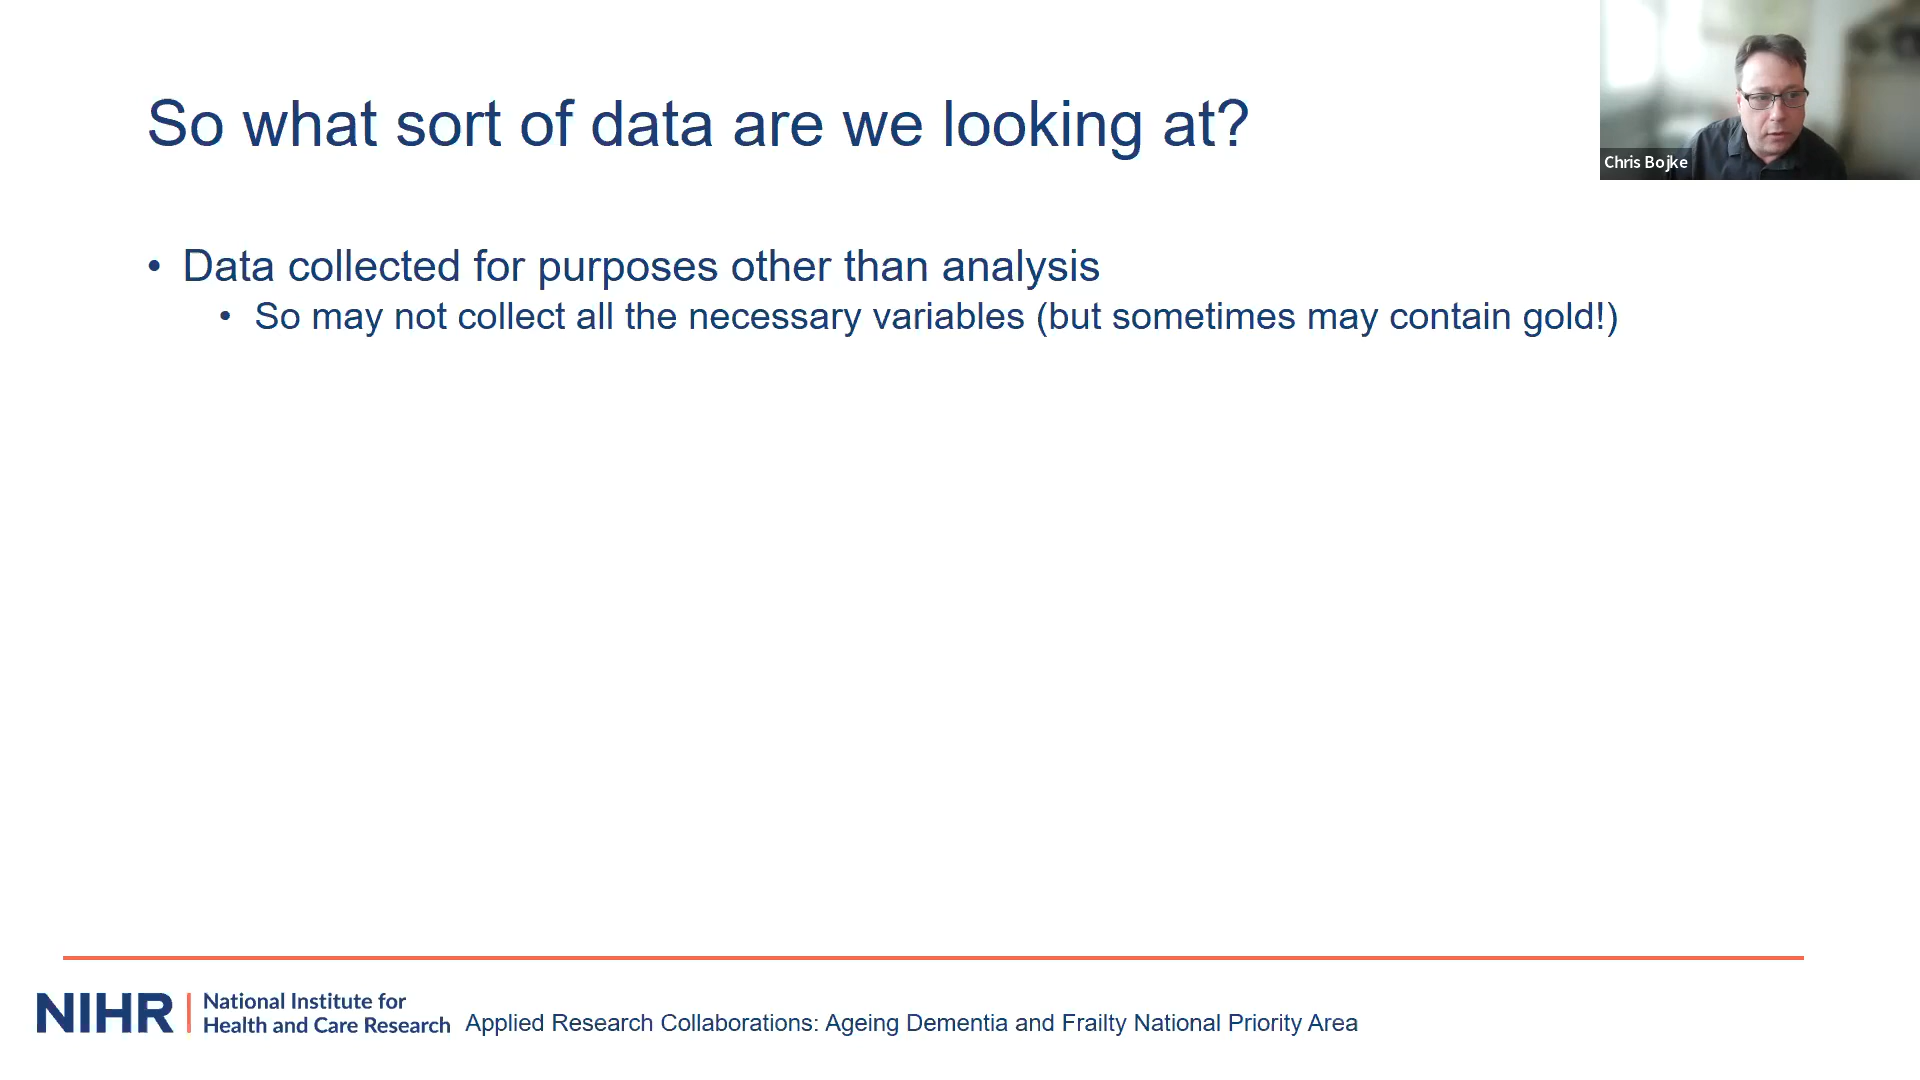 So what sort of data are we looking at?
Chris Bojke
• Data collected for purposes other than analysis
• So may not collect all the necessary variables (but sometimes may contain gold!)
NIHR | National Institute for
Health and Care Research
Applied Research Collaborations: Ageing Dementia and Frailty National Priority Area